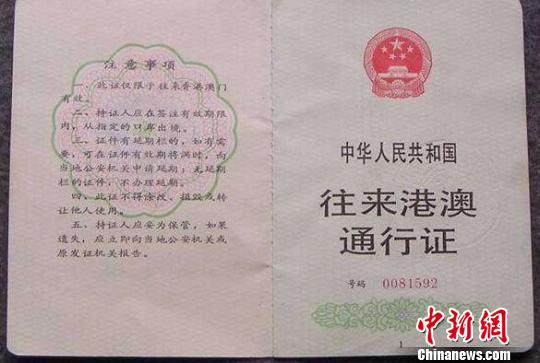 注意事项
一、此证仅限于往来香港澳门
有效。
二、持证人应在签注有效期限
内，从指定的口岸出境。
三、证件有延期栏的，如有需
要，可在证件有效期将满时，向
当地公安机关申请延期；无延期
栏的证件，不办理延期。
四、此证不得涂改、损毁或转
让他人使用。
五、持证人应妥为保管，如果
遗失，应立即向当地公安机关或
原发证机关报告。
中华人民共和国
往来港澳
通行证
号码 0081592
1
中新网
Chinanews.com